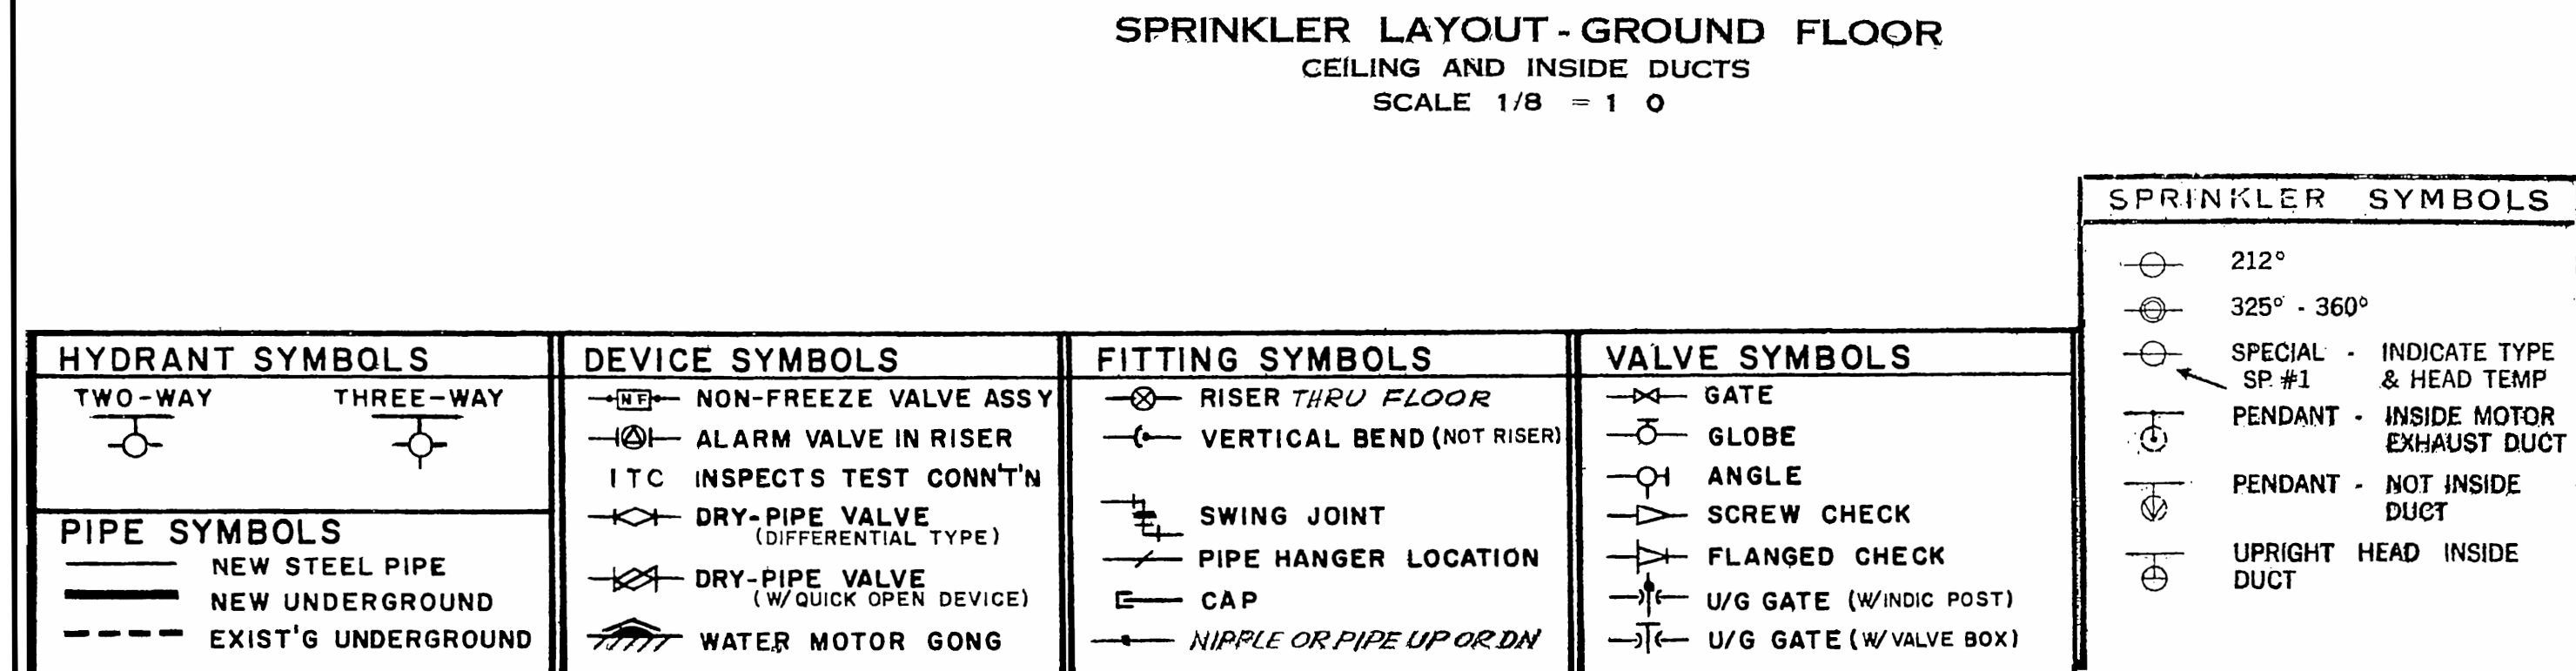 SPRINKLER LAYOUT - GROUND FLOOR
CEILING AND INSIDE DUCTS
SCALE 1/8 = 1 0
HYDRANT SYMBOLS
TWO-WAY THREE-WAY
PIPE SYMBOLS
NEW STEEL PIPE
NEW UNDERGROUND
EXIST'G UNDERGROUND
DEVICE SYMBOLS
NF NON-FREEZE VALVE ASSY
A ALARM VALVE IN RISER
ITC INSPECTS TEST CONN'T'N
DRY-PIPE VALVE
(DIFFERENTIAL TYPE)
DRY-PIPE VALVE
(W/QUICK OPEN DEVICE)
WATER MOTOR GONG
FITTING SYMBOLS
RISER THRU FLOOR
VERTICAL BEND (NOT RISER)
SWING JOINT
PIPE HANGER LOCATION
CAP
NIPPLE OR PIPE UP OR DN
VALVE SYMBOLS
GATE
GLOBE
ANGLE
SCREW CHECK
FLANGED CHECK
U/G GATE (W/INDIC POST)
U/G GATE (W/VALVE BOX)
SPRINKLER SYMBOLS
212°
325° - 360°
SPECIAL - INDICATE TYPE
SP. #1 & HEAD TEMP
PENDANT - INSIDE MOTOR
EXHAUST DUCT
PENDANT - NOT INSIDE
DUCT
UPRIGHT HEAD INSIDE
DUCT